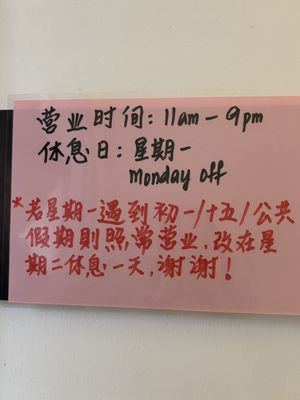 营业时间：11am - 9pm
休息日：星期一
monday off
*若星期一遇到初一/十五/公共
假期則照常营业，改在星
期二休息一天，谢谢！